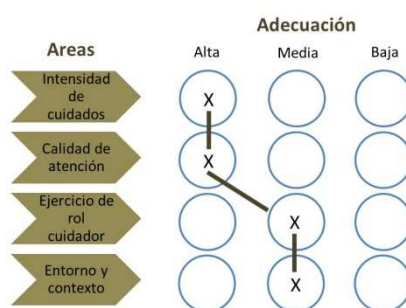 Adecuación
Areas
Alta
Media
Baja
Intensidad
de
cuidados
X
Calidad de
atención
X
Ejercicio de
rol
cuidador
X
Entorno y
contexto
X